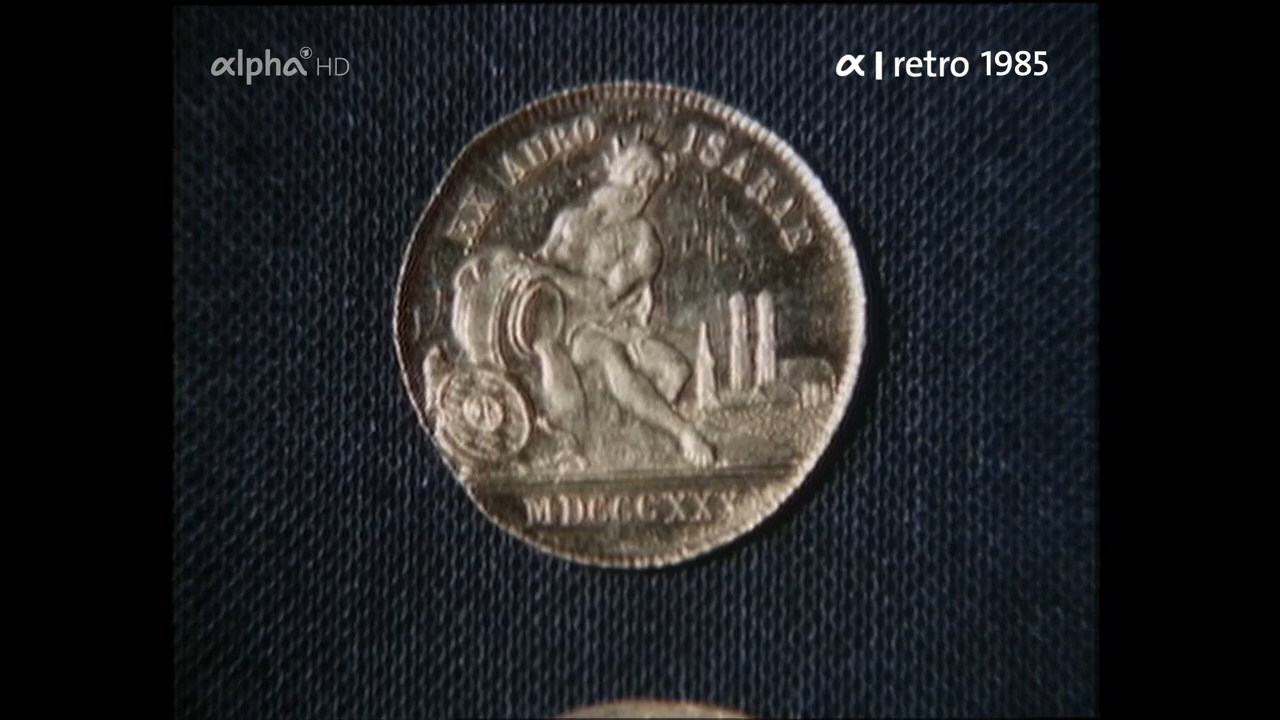 alpha HD
α | retro 1985
EX AURO ISARAE
MDCCCXXX